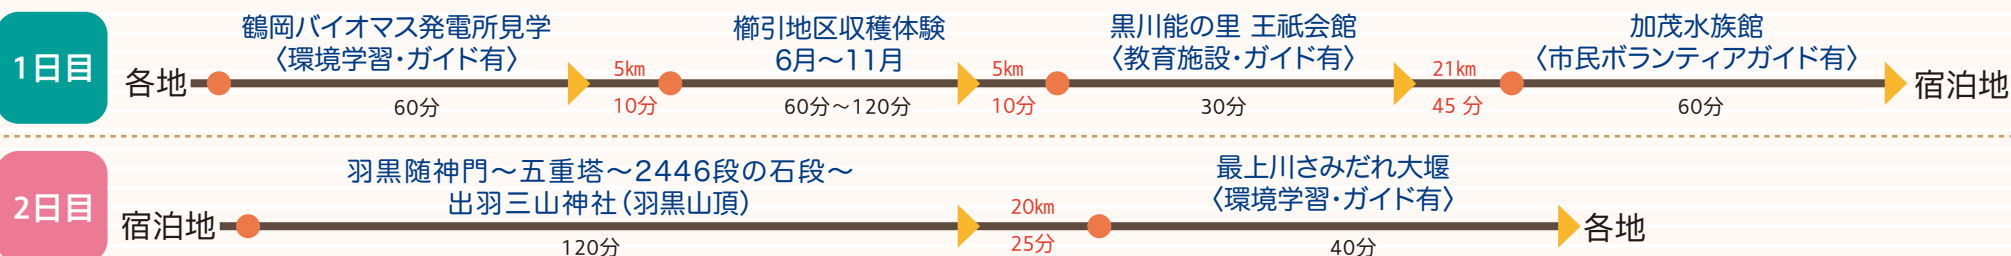 1日目
各地
鶴岡バイオマス発電所見学
〈環境学習・ガイド有〉
60分
5km
10分
櫛引地区収穫体験
6月～11月
60分～120分
5km
10分
黒川能の里 王祇会館
〈教育施設・ガイド有〉
30分
21km
45 分
加茂水族館
〈市民ボランティアガイド有〉
60分
宿泊地
2日目
宿泊地
羽黒随神門～五重塔～2446段の石段～
出羽三山神社（羽黒山頂）
120分
20km
25分
最上川さみだれ大堰
〈環境学習・ガイド有〉
40分
各地